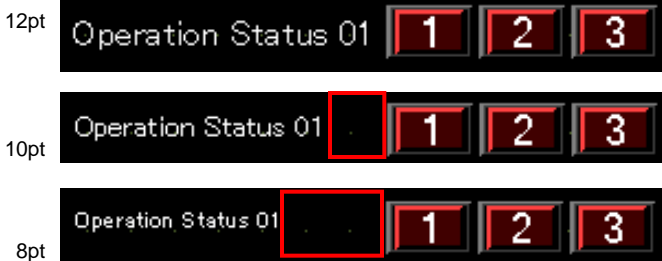 12pt Operation Status 01 1 2 3
10pt Operation Status 01 1 2 3
8pt Operation Status 01 1 2 3